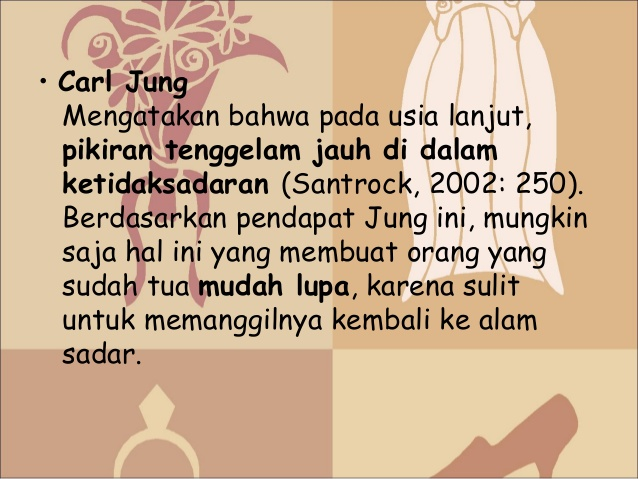 • Carl Jung
Mengatakan bahwa pada usia lanjut,
pikiran tenggelam jauh di dalam
ketidaksadaran (Santrock, 2002: 250).
Berdasarkan pendapat Jung ini, mungkin
saja hal ini yang membuat orang yang
sudah tua mudah lupa, karena sulit
untuk memanggilnya kembali ke alam
sadar.